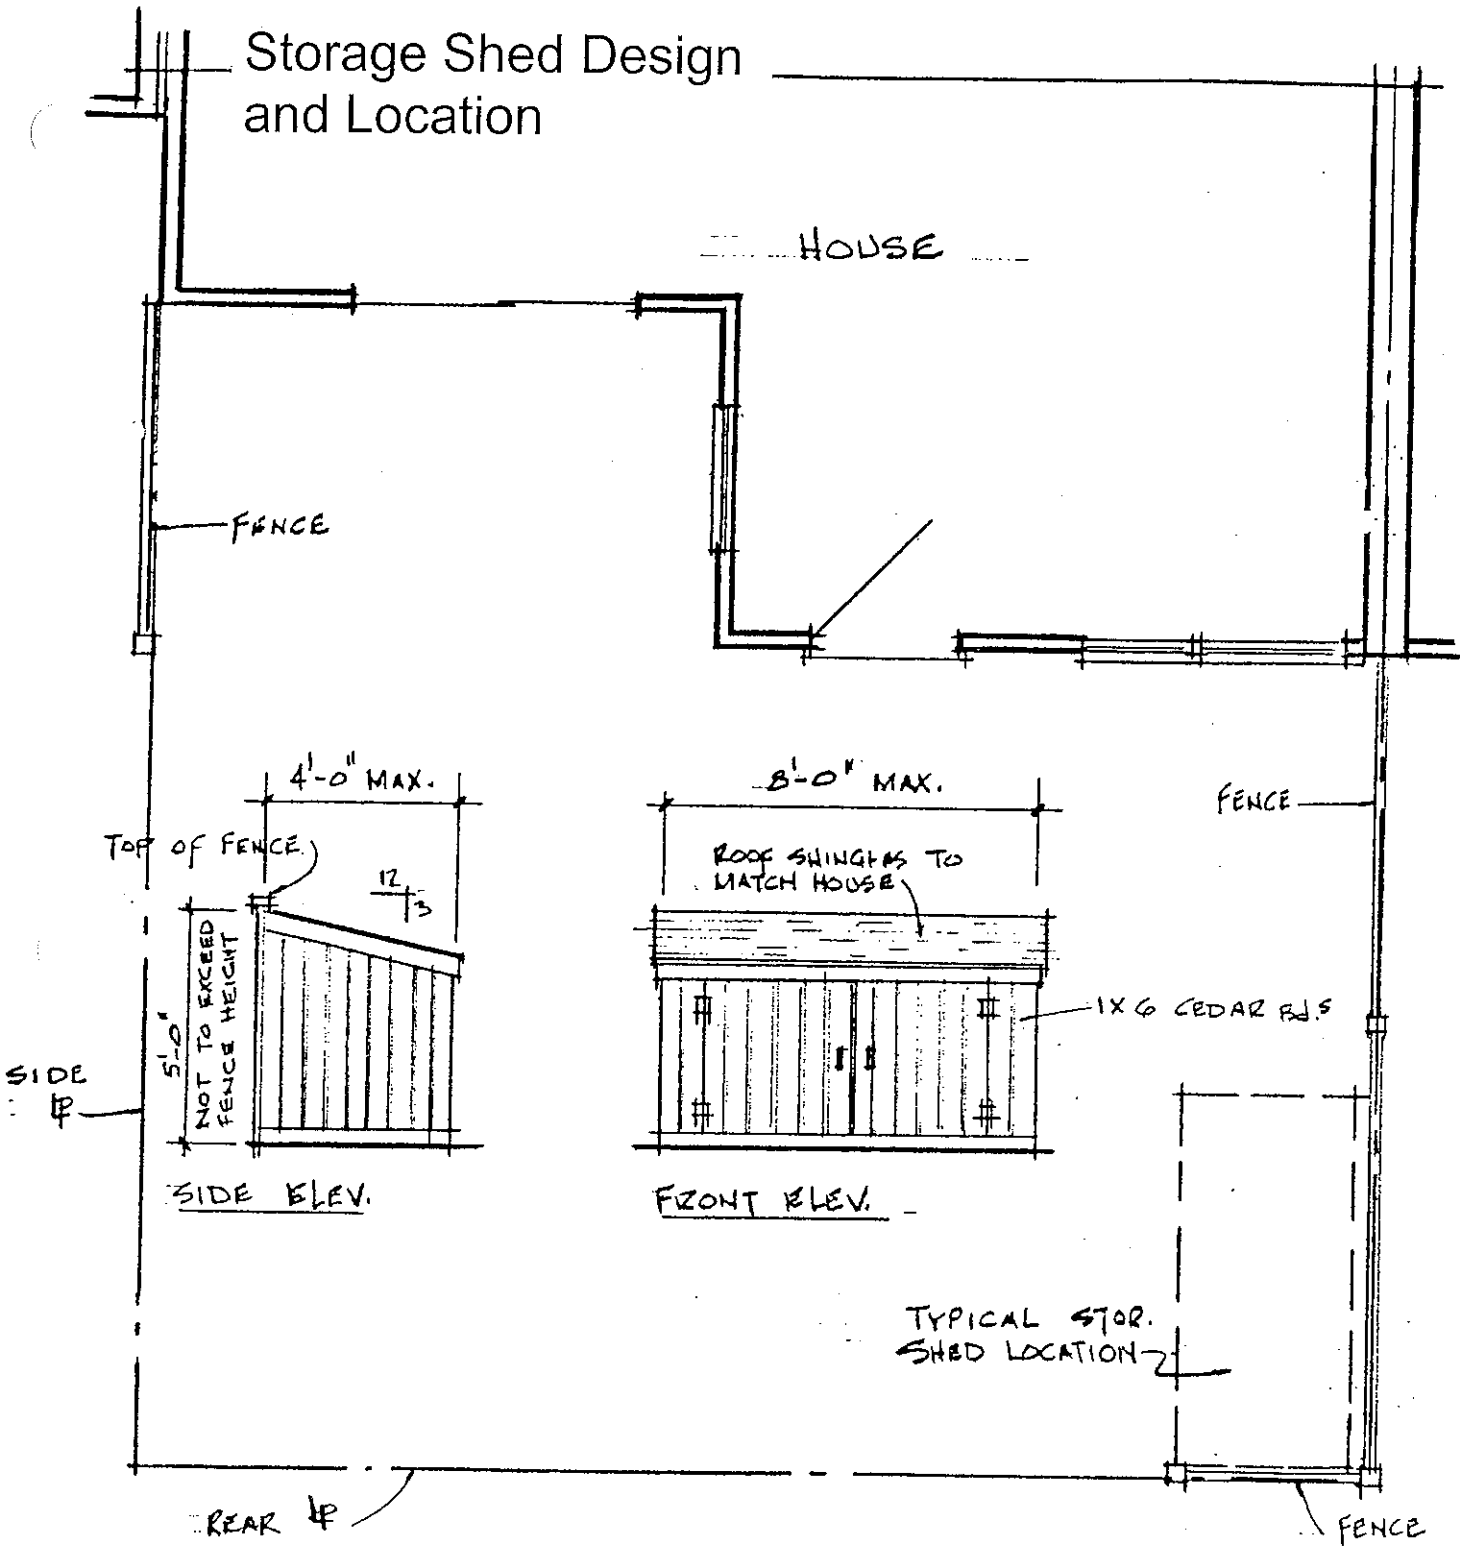 Storage Shed Design
and Location
HOUSE
FENCE
4'-0" MAX.
8'-0" MAX.
FENCE
TOP OF FENCE
12
3
ROOF SHINGLES TO
MATCH HOUSE
5'-0"
NOT TO EXCEED
FENCE HEIGHT
1X6 CEDAR Bd.s
SIDE
PL
SIDE ELEV.
FRONT ELEV.
TYPICAL STOR.
SHED LOCATION
REAR PL
FENCE